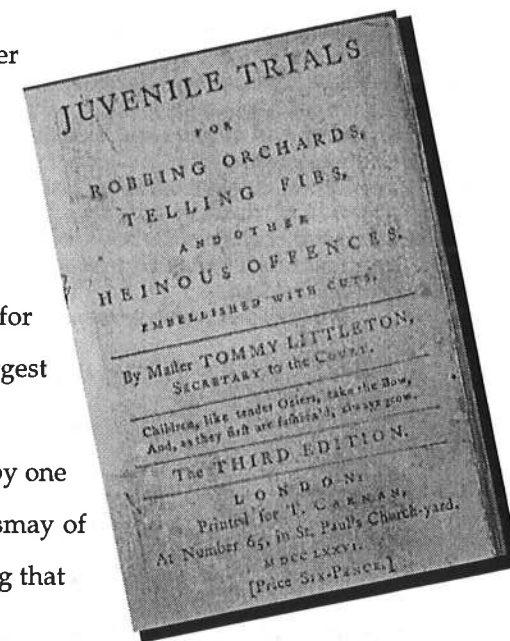 er
for
gest
by one
smay of
g that
JUVENILE TRIALS
FOR
ROBBING ORCHARDS,
TELLING FIBS,
AND OTHER
HEINOUS OFFENCES.
EMBELLISHED WITH CUTS.
By Maſter TOMMY LITTLETON,
SECRETARY to the COURT.
Children, like tender Oziers, take the Bow,
And, as they firſt are faſhion'd, always grow.
The THIRD EDITION.
LONDON:
Printed for T. CARNAN,
At Number 65, in St. Paul's Church-yard.
MDCCLXXVI.
[Price SIX-PENCE.]